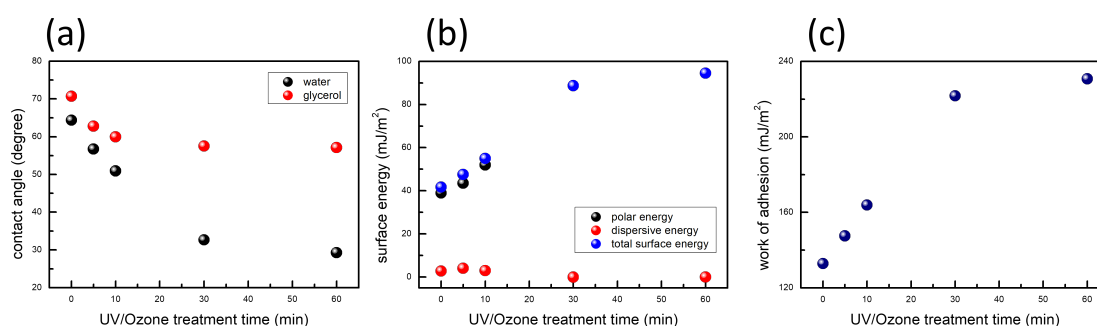 (a)
80
70
60
50
40
30
20
0
10
20
30
40
50
60
contact angle (degree)
UV/Ozone treatment time (min)
water
glycerol
(b)
100
80
60
40
20
0
0
10
20
30
40
50
60
surface energy (mJ/m²)
UV/Ozone treatment time (min)
polar energy
dispersive energy
total surface energy
(c)
240
200
160
120
0
10
20
30
40
50
60
work of adhesion (mJ/m²)
UV/Ozone treatment time (min)